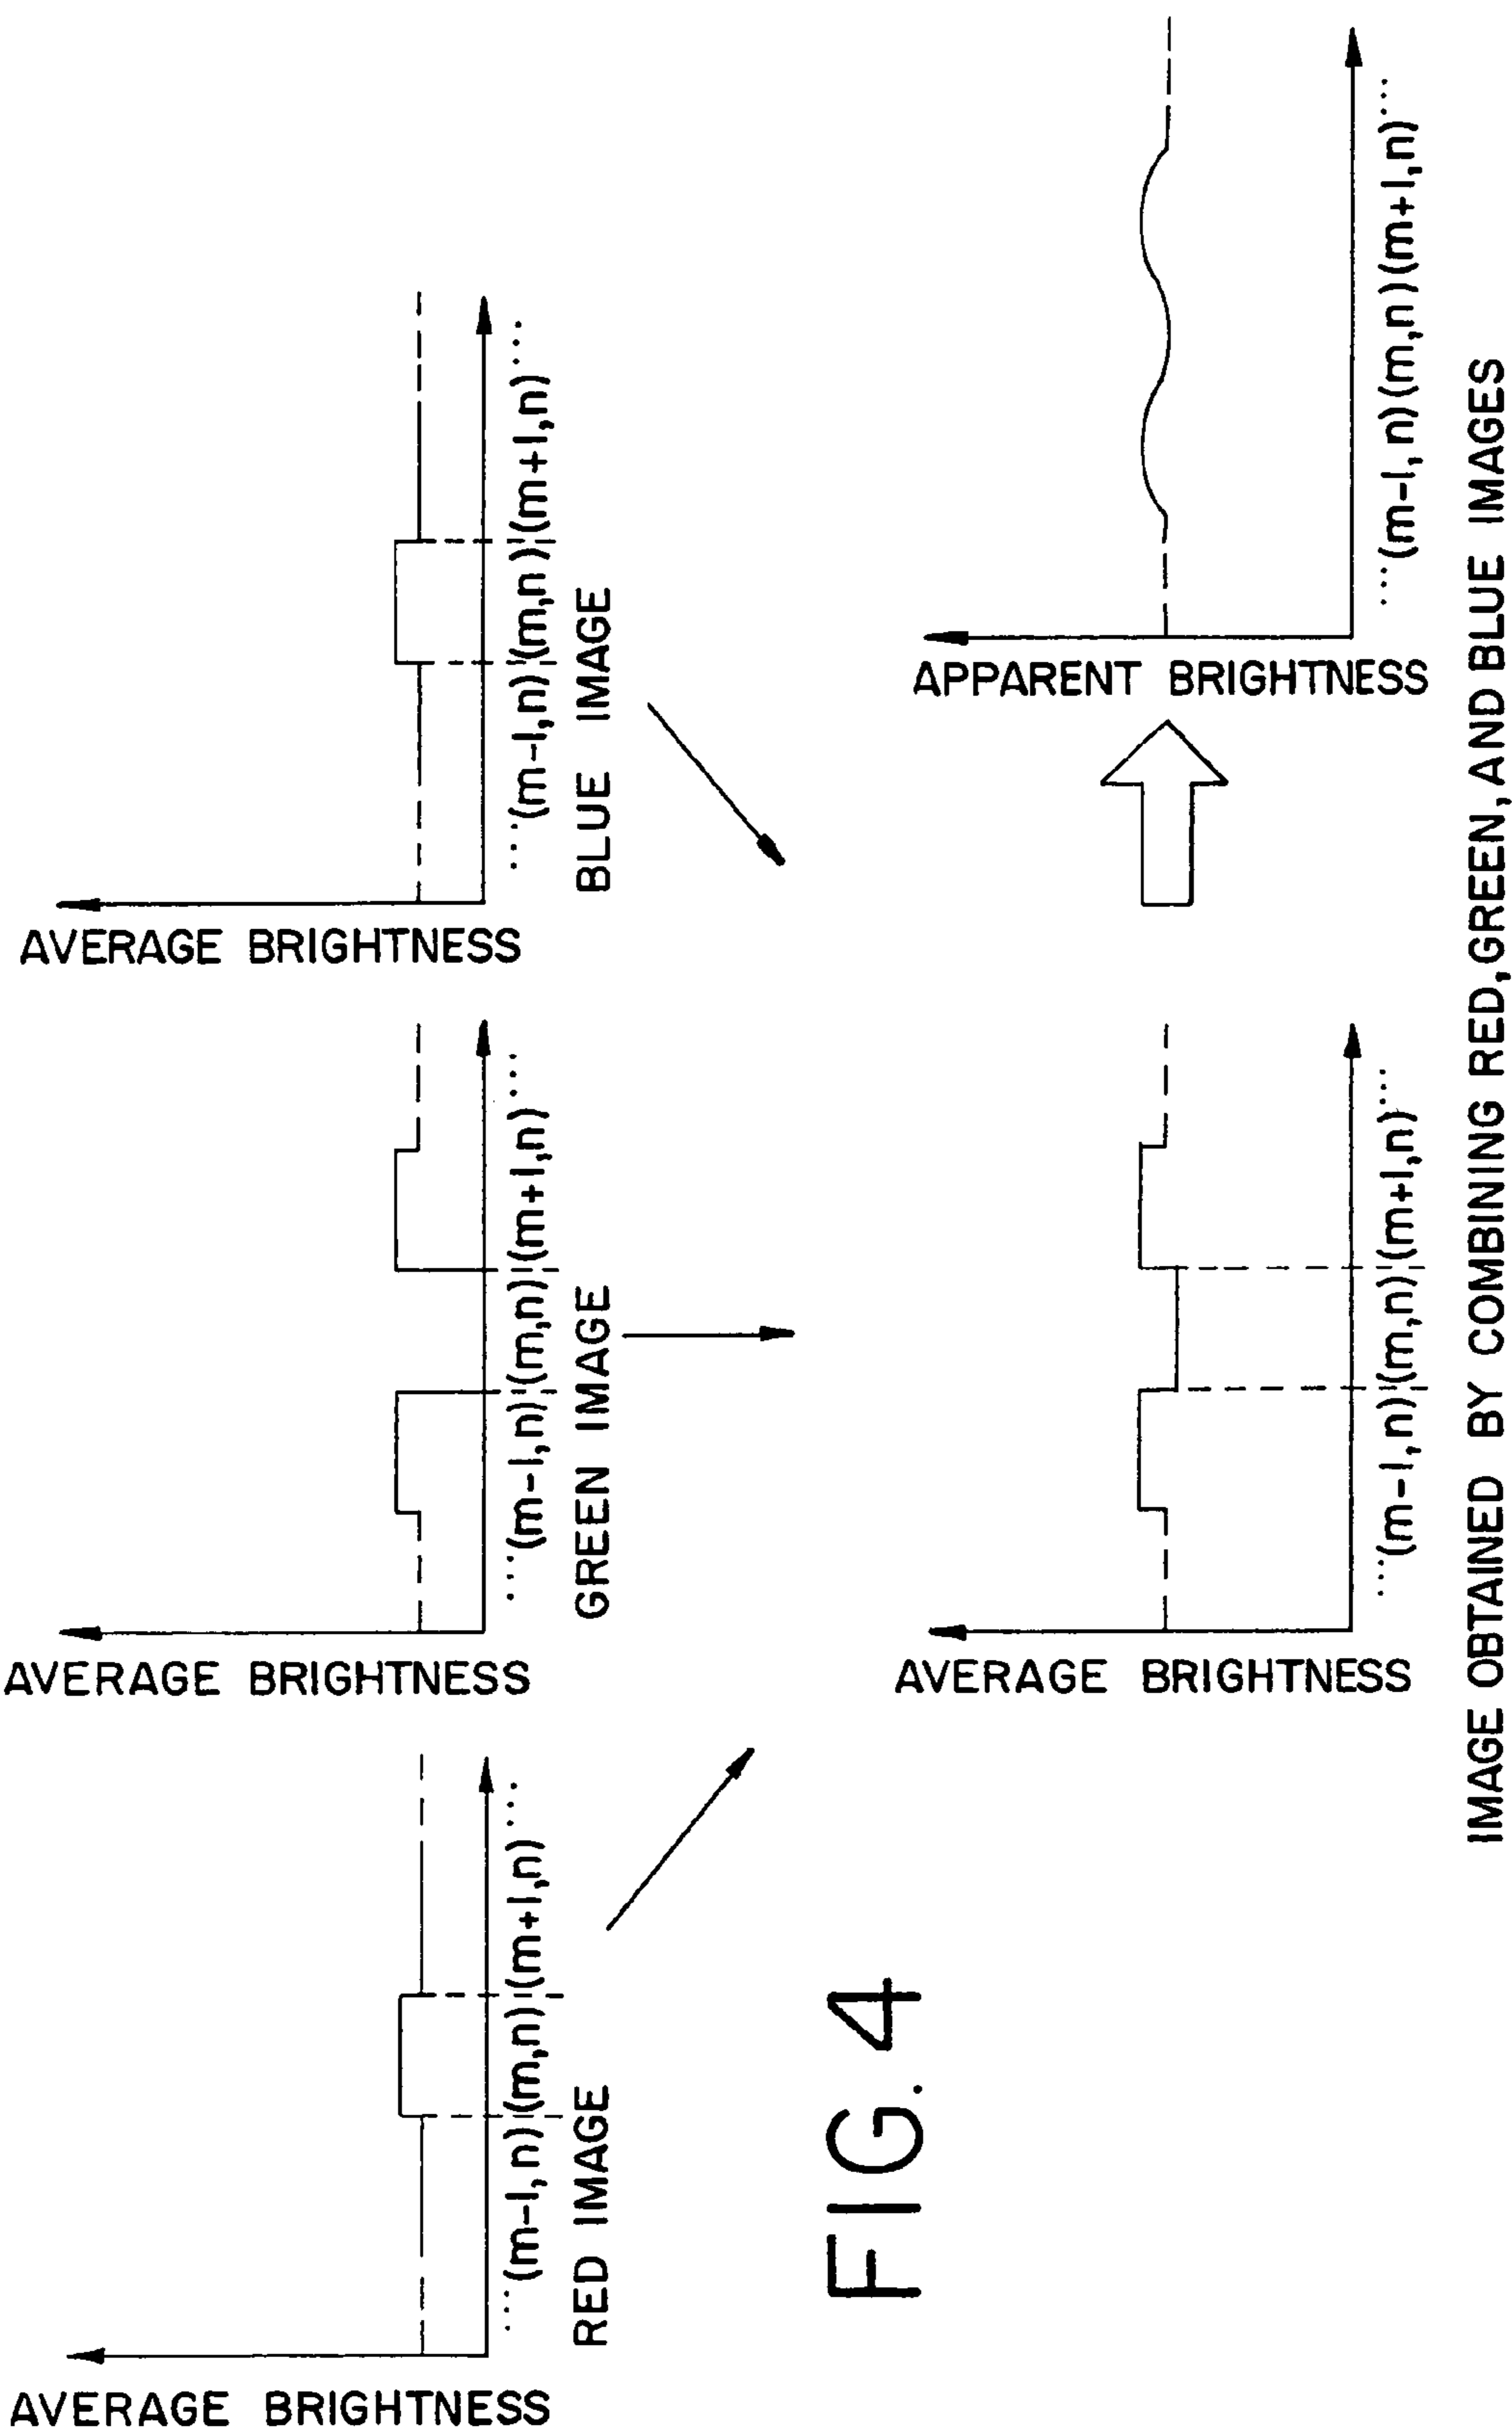 AVERAGE BRIGHTNESS
....(m-1,n)(m,n)(m+1,n)....
RED IMAGE
AVERAGE BRIGHTNESS
....(m-1,n)(m,n)(m+1,n)....
GREEN IMAGE
AVERAGE BRIGHTNESS
....(m-1,n)(m,n)(m+1,n)....
BLUE IMAGE
AVERAGE BRIGHTNESS
....(m-1,n)(m,n)(m+1,n)....
APPARENT BRIGHTNESS
....(m-1,n)(m,n)(m+1,n)....
IMAGE OBTAINED BY COMBINING RED, GREEN, AND BLUE IMAGES
FIG. 4